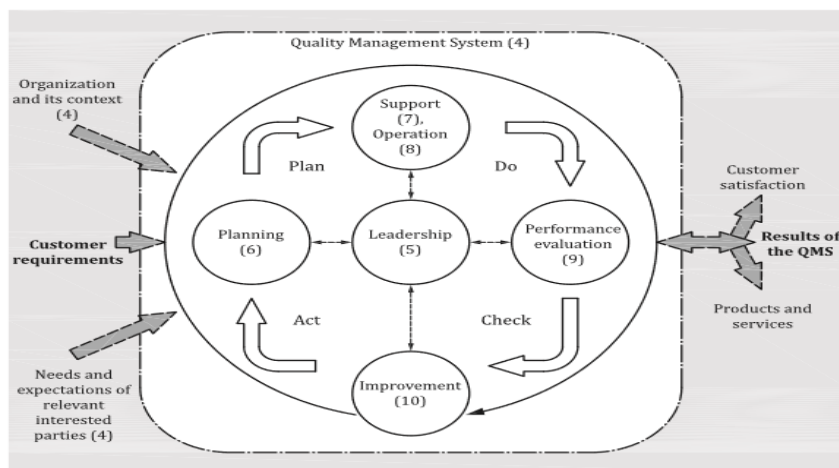 Quality Management System (4)
Organization
and its context
(4)
Support
(7),
Operation
(8)
Plan
Do
Customer
satisfaction
Customer
requirements
Planning
(6)
Leadership
(5)
Performance
evaluation
(9)
Results of
the QMS
Act
Check
Products and
services
Needs and
expectations of
relevant
interested
parties (4)
Improvement
(10)